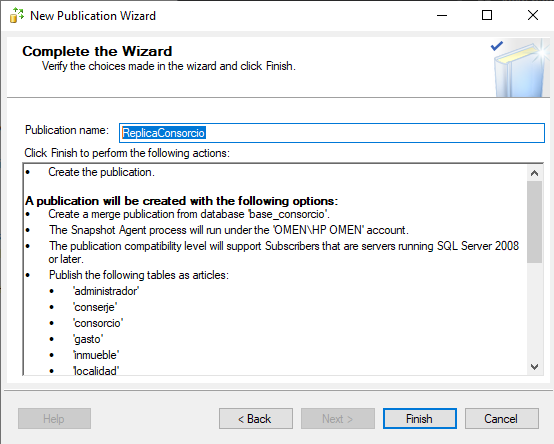 New Publication Wizard
Complete the Wizard
Verify the choices made in the wizard and click Finish.
Publication name:
ReplicaConsorcio
Click Finish to perform the following actions:
• Create the publication.
A publication will be created with the following options:
• Create a merge publication from database 'base_consorcio'.
• The Snapshot Agent process will run under the 'OMEN\HP OMEN' account.
• The publication compatibility level will support Subscribers that are servers running SQL Server 2008
or later.
• Publish the following tables as articles:
• 'administrador'
• 'conserje'
• 'consorcio'
• 'gasto'
• 'inmueble'
• 'localidad'
Help
< Back
Next >
Finish
Cancel